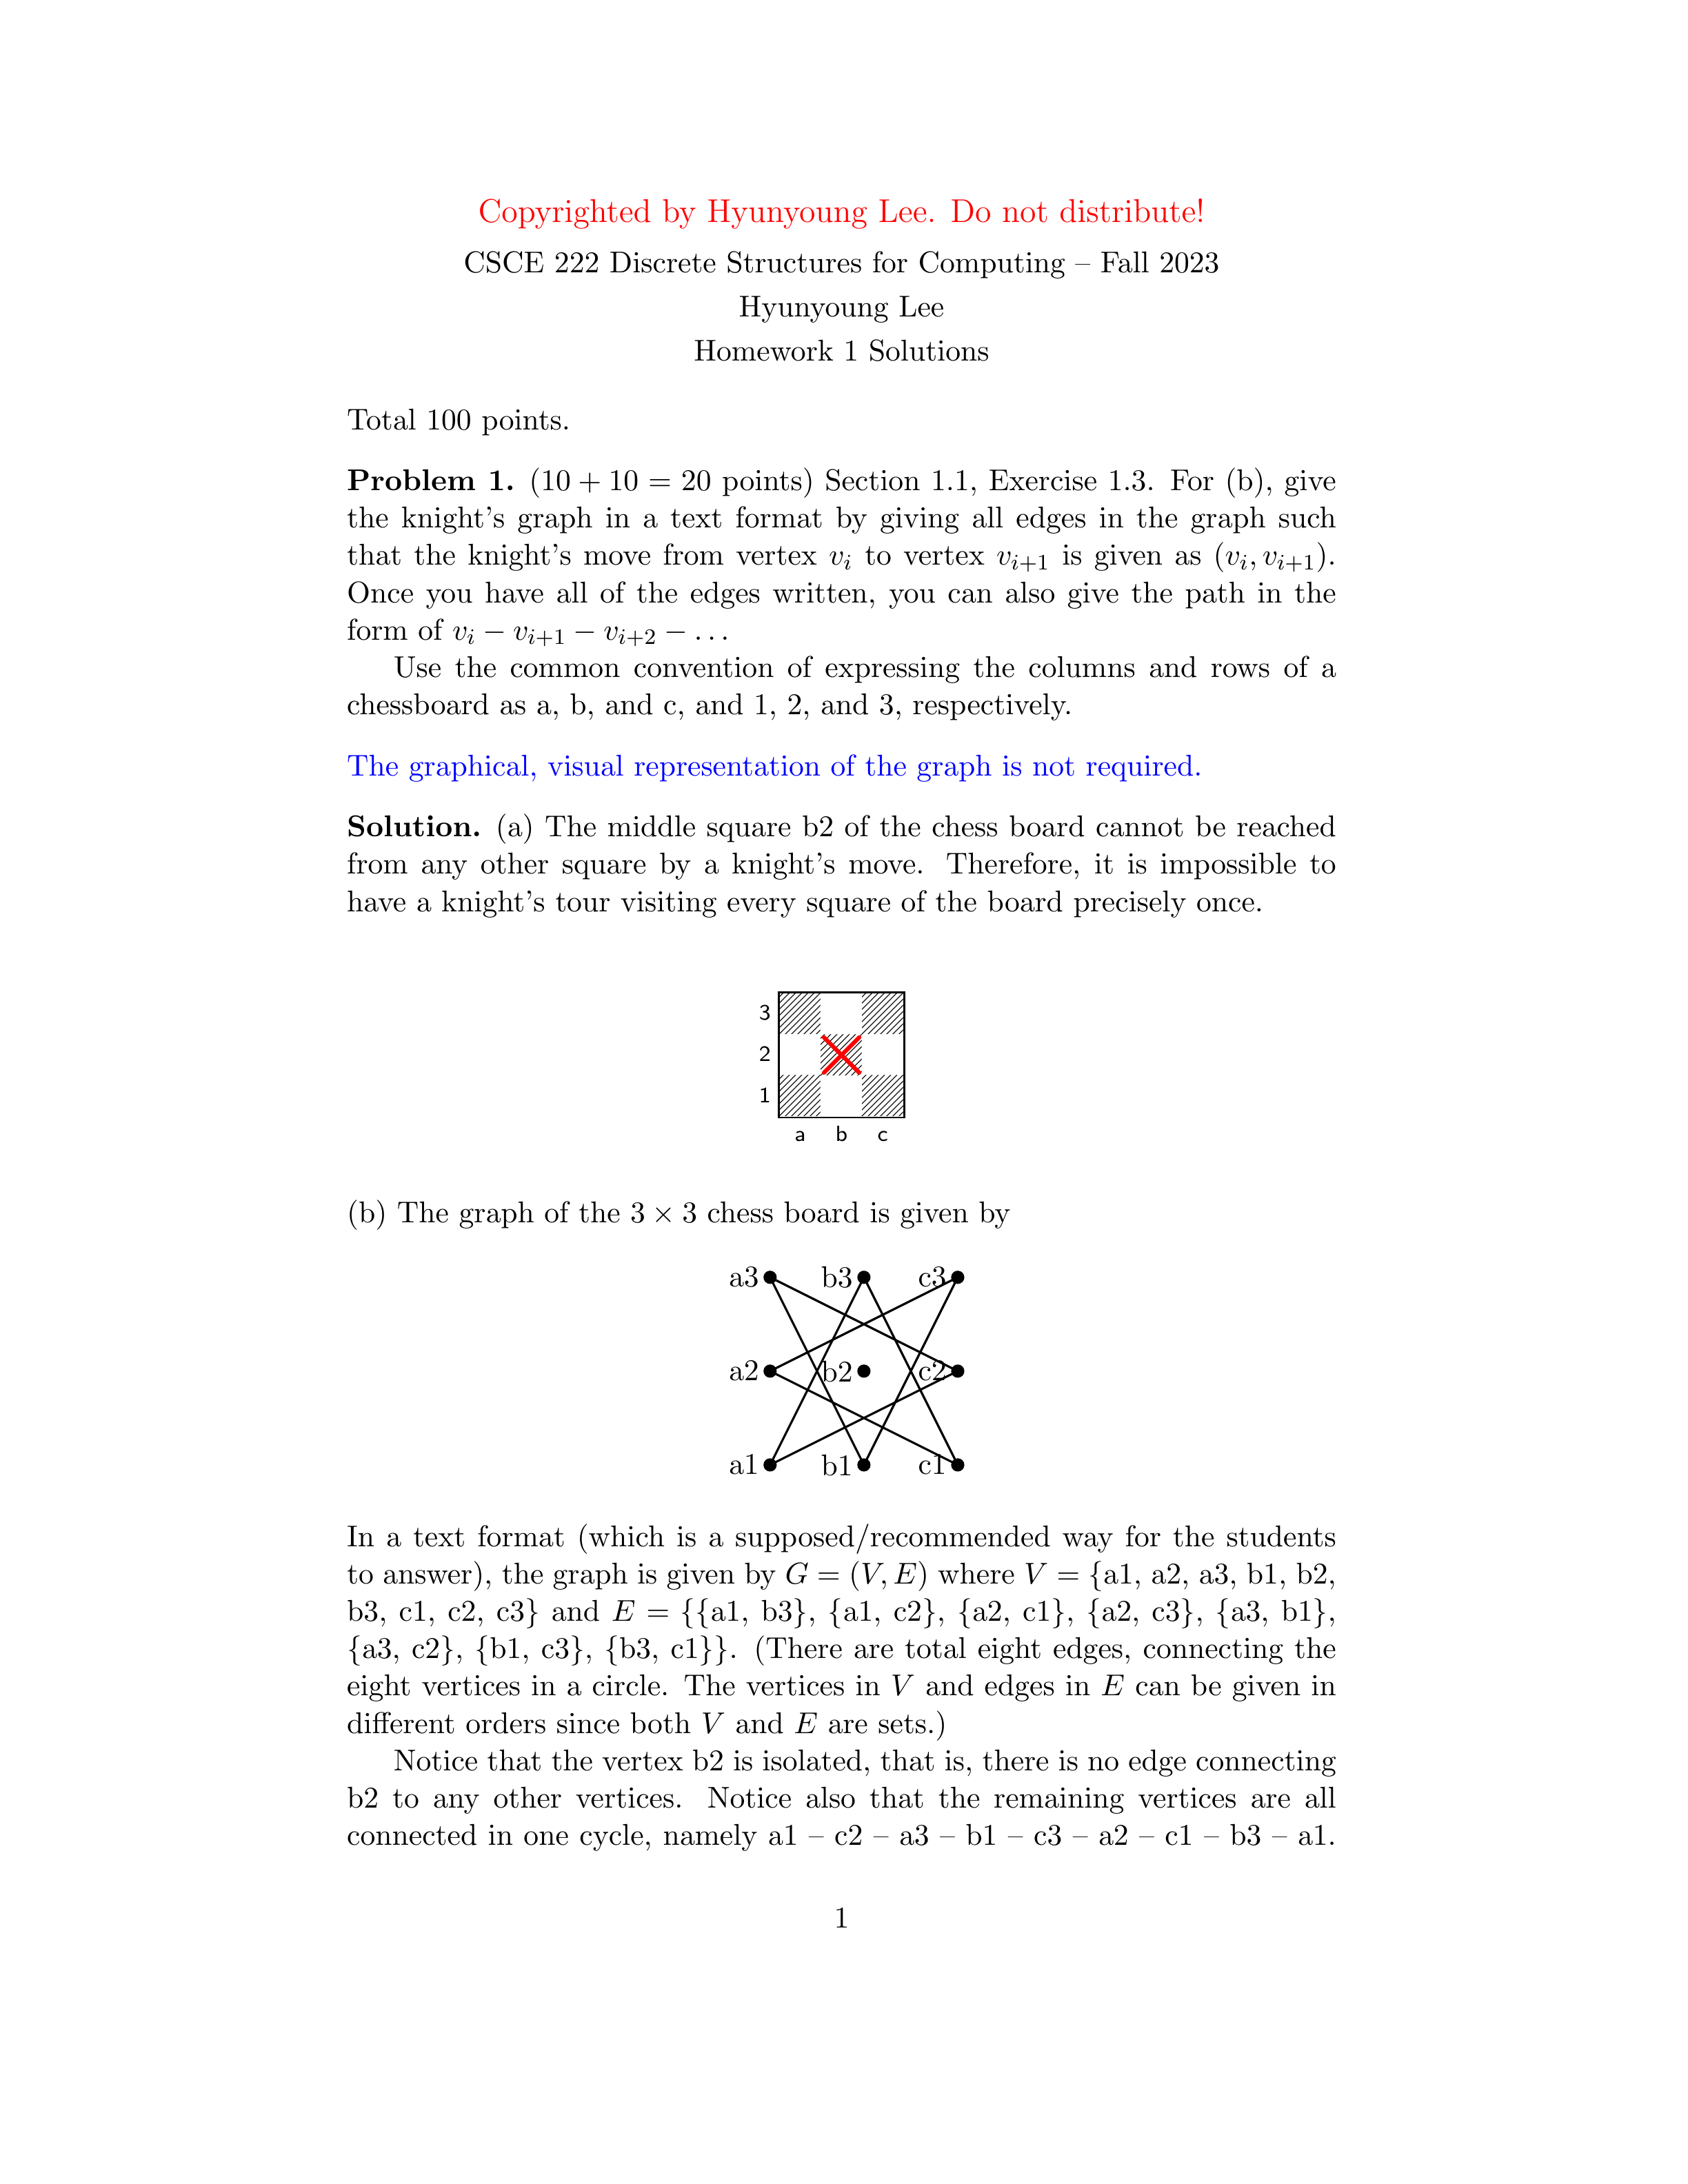 Copyrighted by Hyunyoung Lee. Do not distribute!
CSCE 222 Discrete Structures for Computing – Fall 2023
Hyunyoung Lee
Homework 1 Solutions
Total 100 points.
Problem 1. (10 + 10 = 20 points) Section 1.1, Exercise 1.3. For (b), give
the knight's graph in a text format by giving all edges in the graph such
that the knight's move from vertex v_i to vertex v_{i+1} is given as (v_i, v_{i+1}).
Once you have all of the edges written, you can also give the path in the
form of v_i − v_{i+1} − v_{i+2} − . . .
Use the common convention of expressing the columns and rows of a
chessboard as a, b, and c, and 1, 2, and 3, respectively.
The graphical, visual representation of the graph is not required.
Solution. (a) The middle square b2 of the chess board cannot be reached
from any other square by a knight's move. Therefore, it is impossible to
have a knight's tour visiting every square of the board precisely once.
3
2
1
a b c
(b) The graph of the 3 × 3 chess board is given by
a3 b3 c3
a2 b2 c2
a1 b1 c1
In a text format (which is a supposed/recommended way for the students
to answer), the graph is given by G = (V, E) where V = {a1, a2, a3, b1, b2,
b3, c1, c2, c3} and E = {{a1, b3}, {a1, c2}, {a2, c1}, {a2, c3}, {a3, b1},
{a3, c2}, {b1, c3}, {b3, c1}}. (There are total eight edges, connecting the
eight vertices in a circle. The vertices in V and edges in E can be given in
different orders since both V and E are sets.)
Notice that the vertex b2 is isolated, that is, there is no edge connecting
b2 to any other vertices. Notice also that the remaining vertices are all
connected in one cycle, namely a1 – c2 – a3 – b1 – c3 – a2 – c1 – b3 – a1.
1